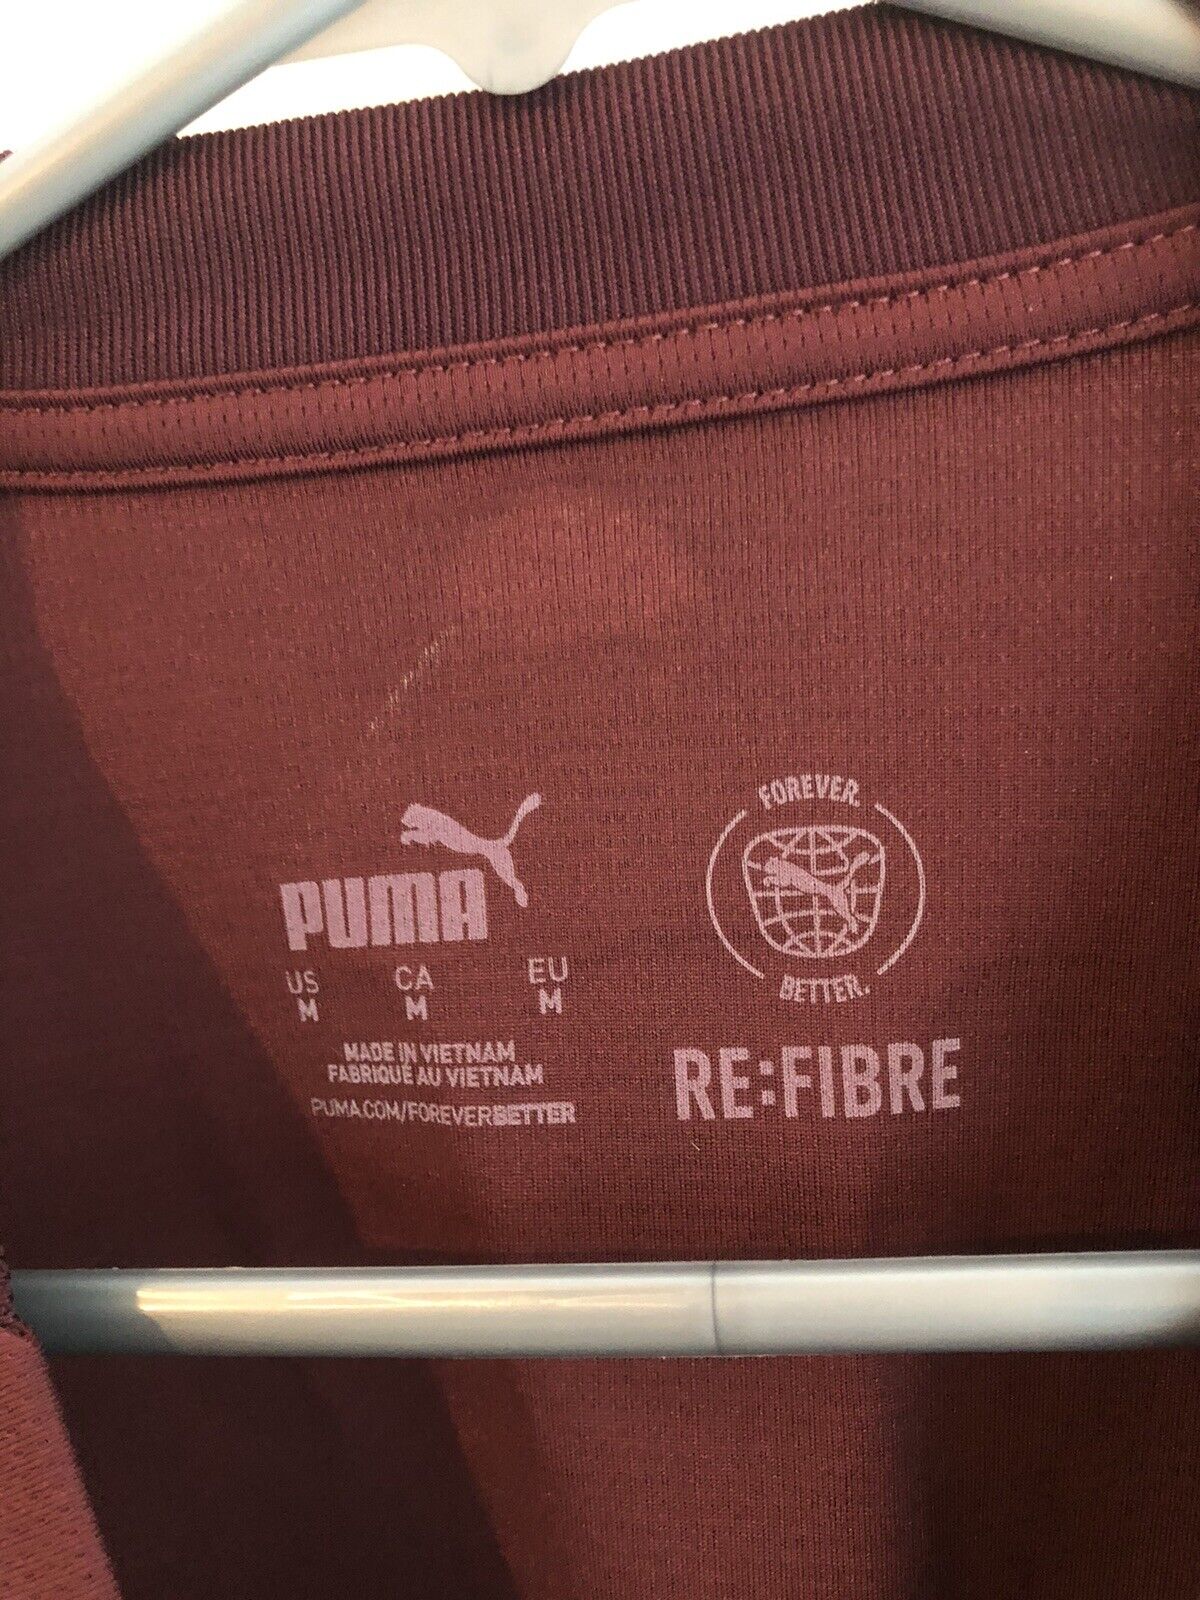 PUMA
US CA EU
M M M
MADE IN VIETNAM
FABRIQUÉ AU VIETNAM
PUMA.COM/FOREVERBETTER
FOREVER.
BETTER.
RE:FIBRE